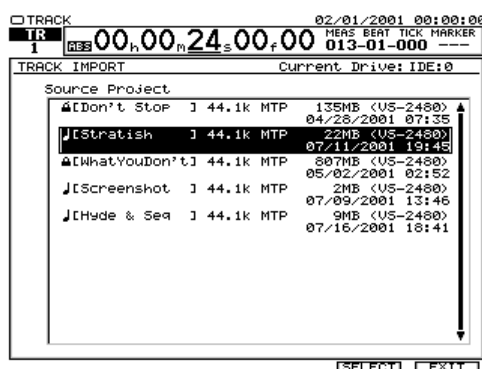 TRACK 02/01/2001 00:00:00
TR 1 ABS 00h00m24s00f00 MEAS BEAT TICK MARKER
013-01-000 ---
TRACK IMPORT Current Drive:IDE:0
Source Project
[Don't Stop ] 44.1k MTP 135MB (VS-2480)
04/28/2001 07:35
[Stratish ] 44.1k MTP 22MB (VS-2480)
07/11/2001 19:45
[WhatYouDon't] 44.1k MTP 807MB (VS-2480)
05/02/2001 02:52
[Screenshot ] 44.1k MTP 2MB (VS-2480)
07/09/2001 13:46
[Hyde & Seq ] 44.1k MTP 9MB (VS-2480)
07/16/2001 18:41
[SELECT] [EXIT]